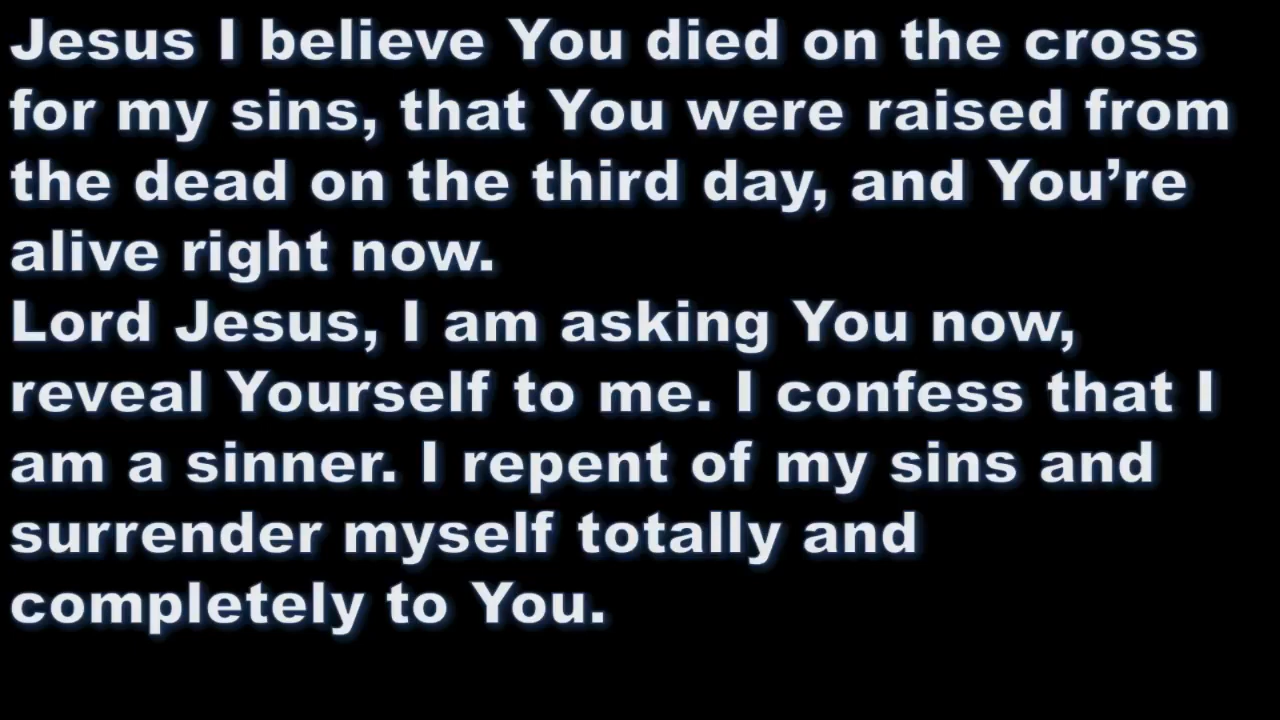 Jesus I believe You died on the cross
for my sins, that You were raised from
the dead on the third day, and You’re
alive right now.
Lord Jesus, I am asking You now,
reveal Yourself to me. I confess that I
am a sinner. I repent of my sins and
surrender myself totally and
completely to You.